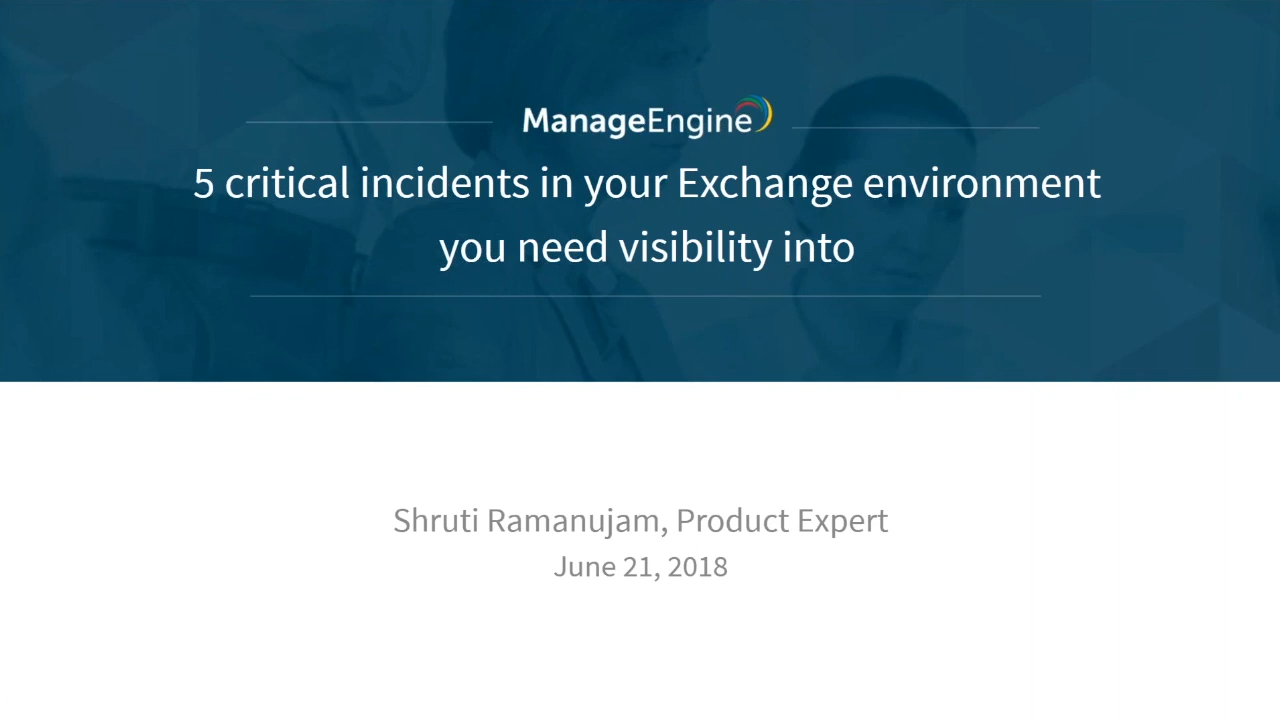 ManageEngine
5 critical incidents in your Exchange environment
you need visibility into
Shruti Ramanujam, Product Expert
June 21, 2018